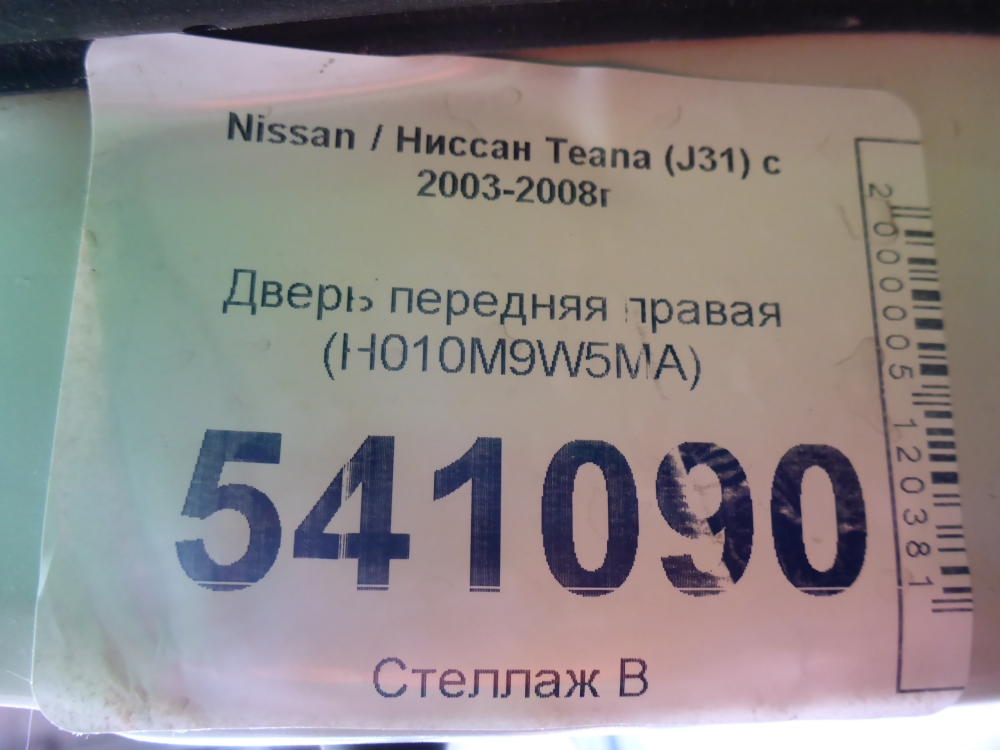 Nissan / Ниссан Teana (J31) с
2003-2008г
Дверь передняя правая
(H010M9W5MA)
541090
Стеллаж В
2000005120381